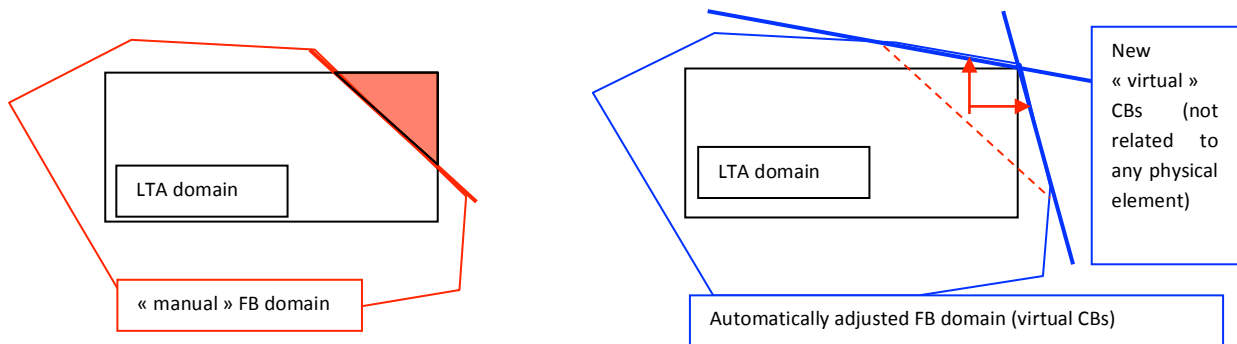 LTA domain
« manual » FB domain
LTA domain
New
« virtual »
CBs (not
related to
any physical
element)
Automatically adjusted FB domain (virtual CBs)